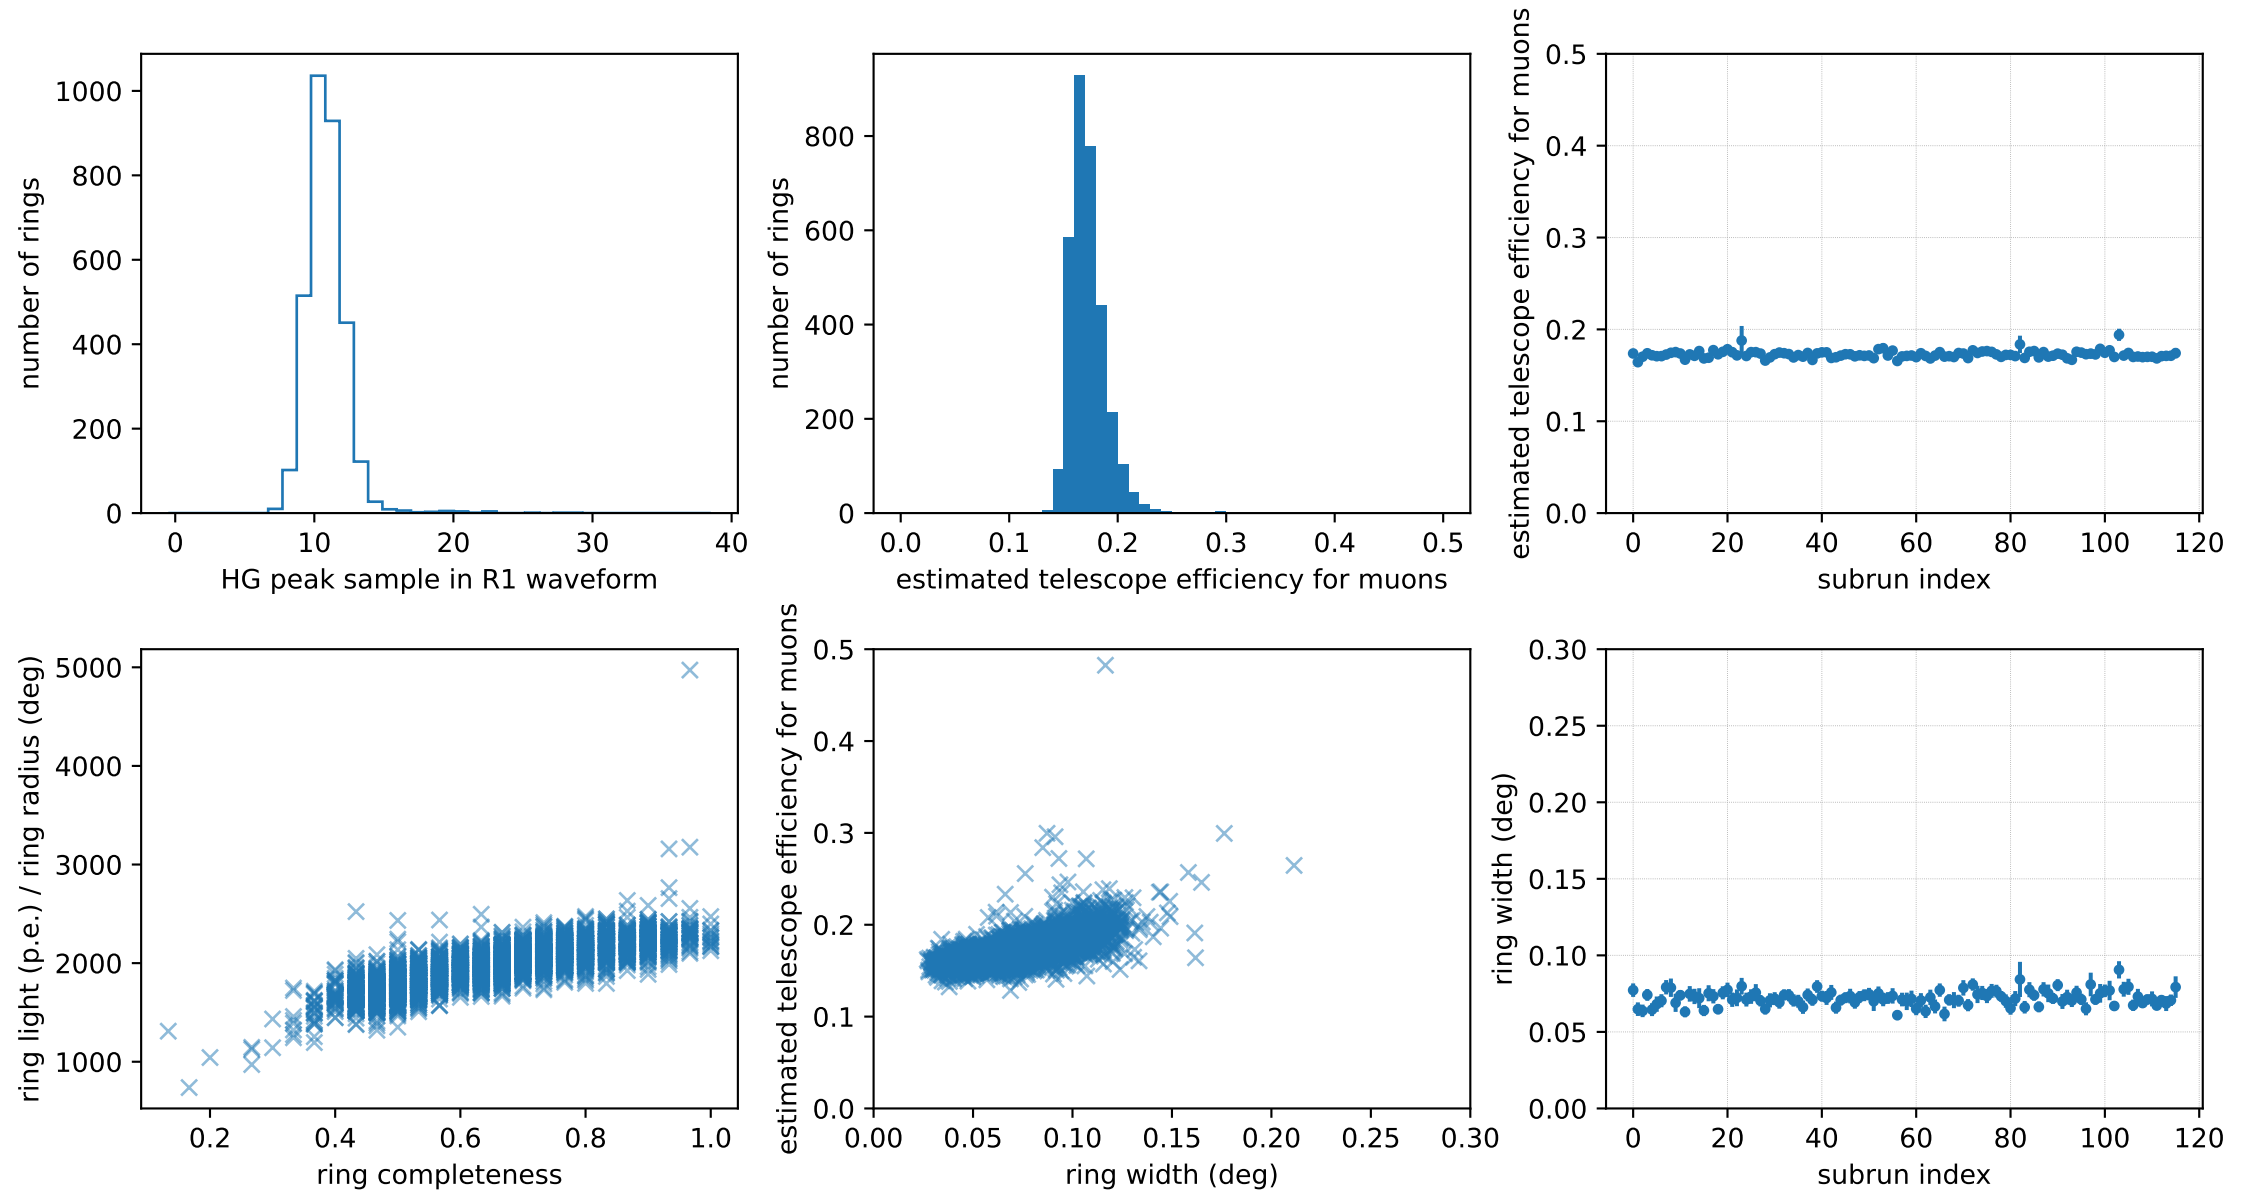 number of rings
1000
800
600
400
200
0
0 10 20 30 40
HG peak sample in R1 waveform
number of rings
800
600
400
200
0
0.0 0.1 0.2 0.3 0.4 0.5
estimated telescope efficiency for muons
estimated telescope efficiency for muons
0.5
0.4
0.3
0.2
0.1
0.0
0 20 40 60 80 100 120
subrun index
ring light (p.e.) / ring radius (deg)
5000
4000
3000
2000
1000
0.2 0.4 0.6 0.8 1.0
ring completeness
estimated telescope efficiency for muons
0.5
0.4
0.3
0.2
0.1
0.0
0.00 0.05 0.10 0.15 0.20 0.25 0.30
ring width (deg)
ring width (deg)
0.30
0.25
0.20
0.15
0.10
0.05
0.00
0 20 40 60 80 100 120
subrun index